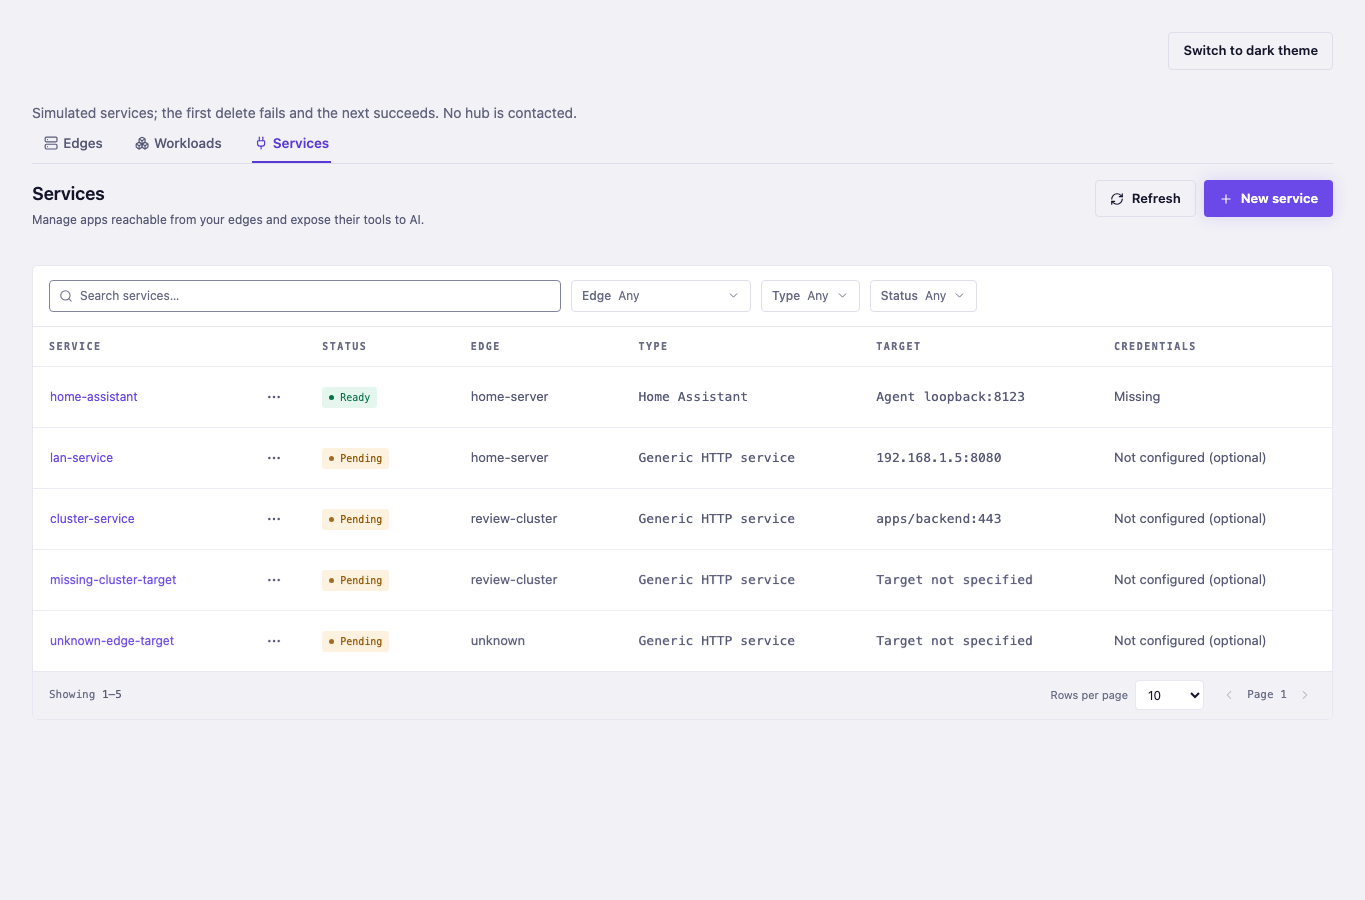 Switch to dark theme
Simulated services; the first delete fails and the next succeeds. No hub is contacted.
Edges Workloads Services
Services
Manage apps reachable from your edges and expose their tools to AI.
Refresh New service
Search services... Edge Any Type Any Status Any
SERVICE STATUS EDGE TYPE TARGET CREDENTIALS
home-assistant ••• Ready home-server Home Assistant Agent loopback:8123 Missing
lan-service ••• Pending home-server Generic HTTP service 192.168.1.5:8080 Not configured (optional)
cluster-service ••• Pending review-cluster Generic HTTP service apps/backend:443 Not configured (optional)
missing-cluster-target ••• Pending review-cluster Generic HTTP service Target not specified Not configured (optional)
unknown-edge-target ••• Pending unknown Generic HTTP service Target not specified Not configured (optional)
Showing 1–5 Rows per page 10 Page 1